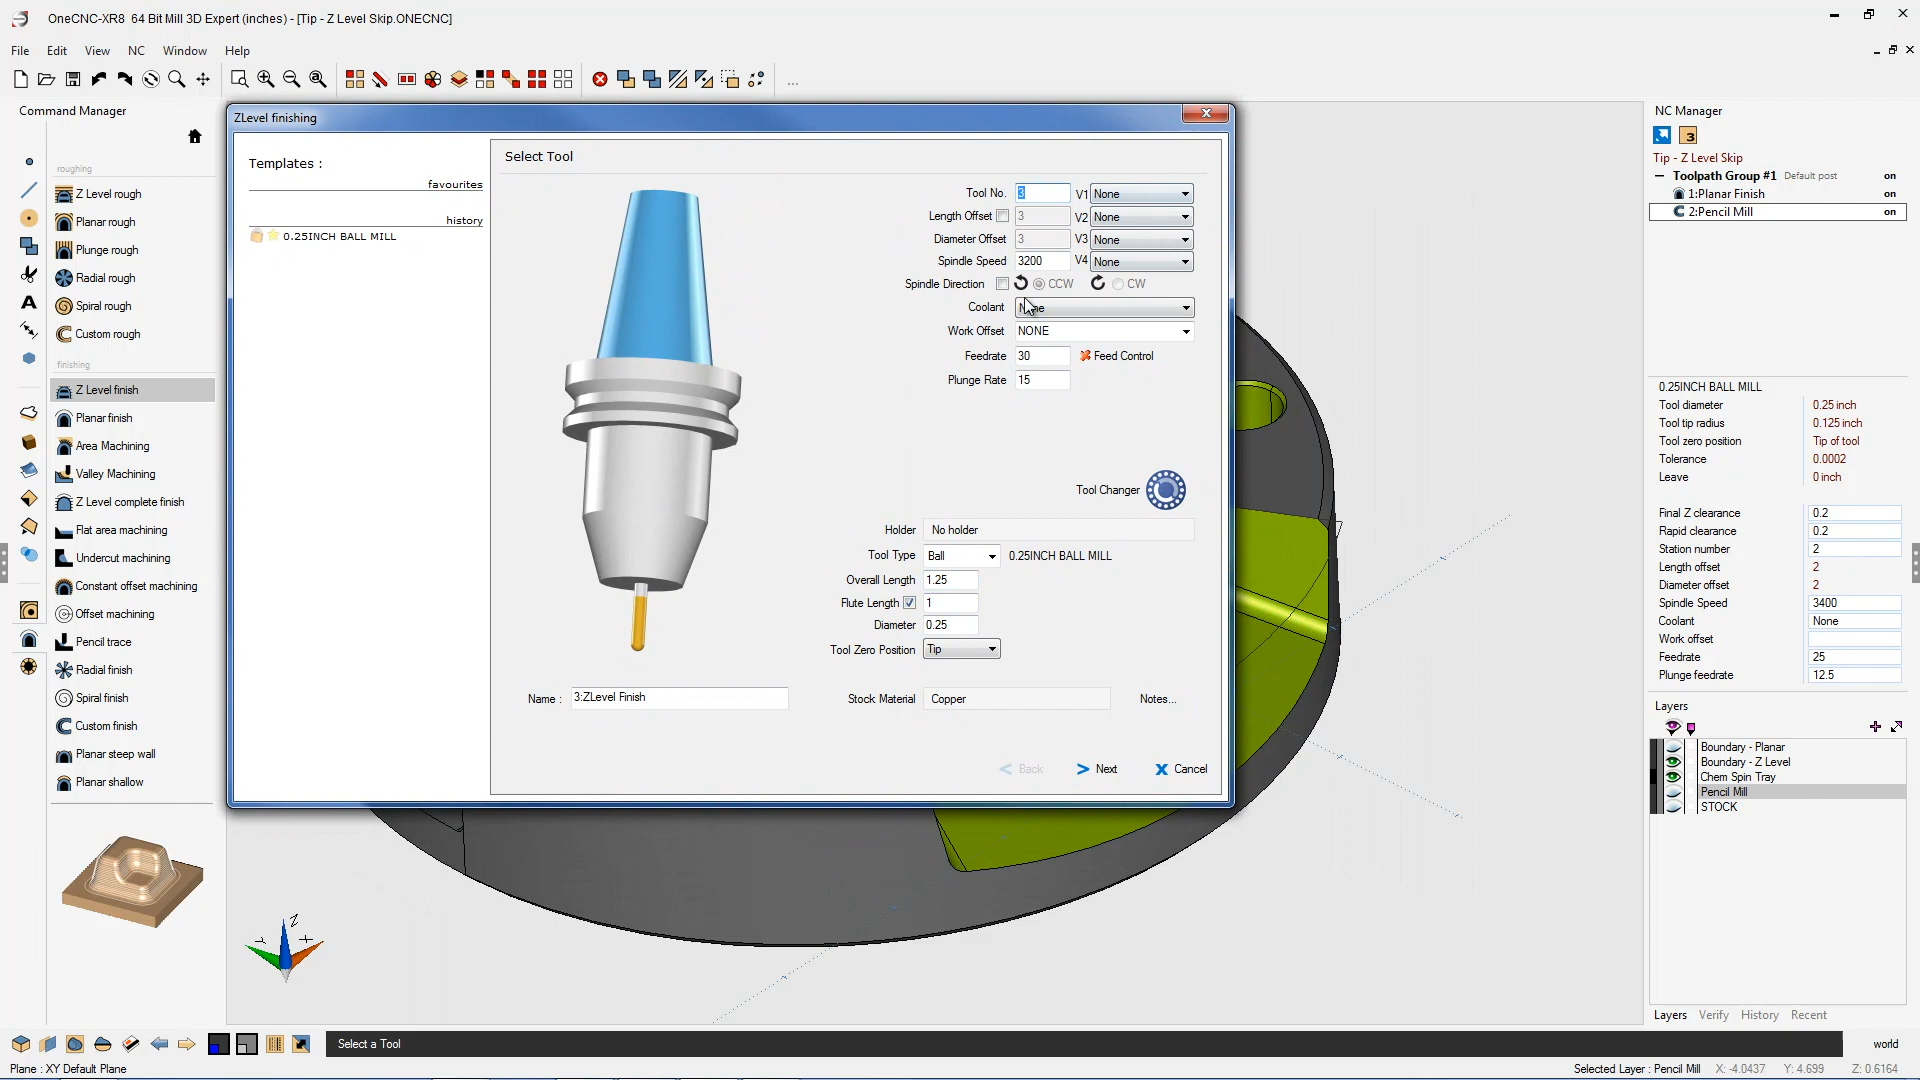 OneCNC-XR8 64 Bit Mill 3D Expert (inches) - [Tip - Z Level Skip.ONECNC]
File Edit View NC Window Help
...
Command Manager
roughing
Z Level rough
Planar rough
Plunge rough
Radial rough
Spiral rough
Custom rough
finishing
Z Level finish
Planar finish
Area Machining
Valley Machining
Z Level complete finish
Flat area machining
Undercut machining
Constant offset machining
Offset machining
Pencil trace
Radial finish
Spiral finish
Custom finish
Planar steep wall
Planar shallow
ZLevel finishing
Templates :
favourites
history
0.25INCH BALL MILL
Select Tool
Tool No. 3 V1 None
Length Offset 3 V2 None
Diameter Offset 3 V3 None
Spindle Speed 3200 V4 None
Spindle Direction CCW CW
Coolant None
Work Offset NONE
Feedrate 30 Feed Control
Plunge Rate 15
Tool Changer
Holder No holder
Tool Type Ball 0.25INCH BALL MILL
Overall Length 1.25
Flute Length 1
Diameter 0.25
Tool Zero Position Tip
Name : 3:ZLevel Finish
Stock Material Copper Notes...
< Back > Next X Cancel
NC Manager
3
Tip - Z Level Skip
Toolpath Group #1 Default post on
1:Planar Finish on
2:Pencil Mill on
0.25INCH BALL MILL
Tool diameter 0.25 inch
Tool tip radius 0.125 inch
Tool zero position Tip of tool
Tolerance 0.0002
Leave 0 inch
Final Z clearance 0.2
Rapid clearance 0.2
Station number 2
Length offset 2
Diameter offset 2
Spindle Speed 3400
Coolant None
Work offset
Feedrate 25
Plunge feedrate 12.5
Layers
Boundary - Planar
Boundary - Z Level
Chem Spin Tray
Pencil Mill
STOCK
Layers Verify History Recent
Z
Y
X
Select a Tool
world
Plane : XY Default Plane
Selected Layer : Pencil Mill X: -4.0437 Y: 4.699 Z: 0.6164